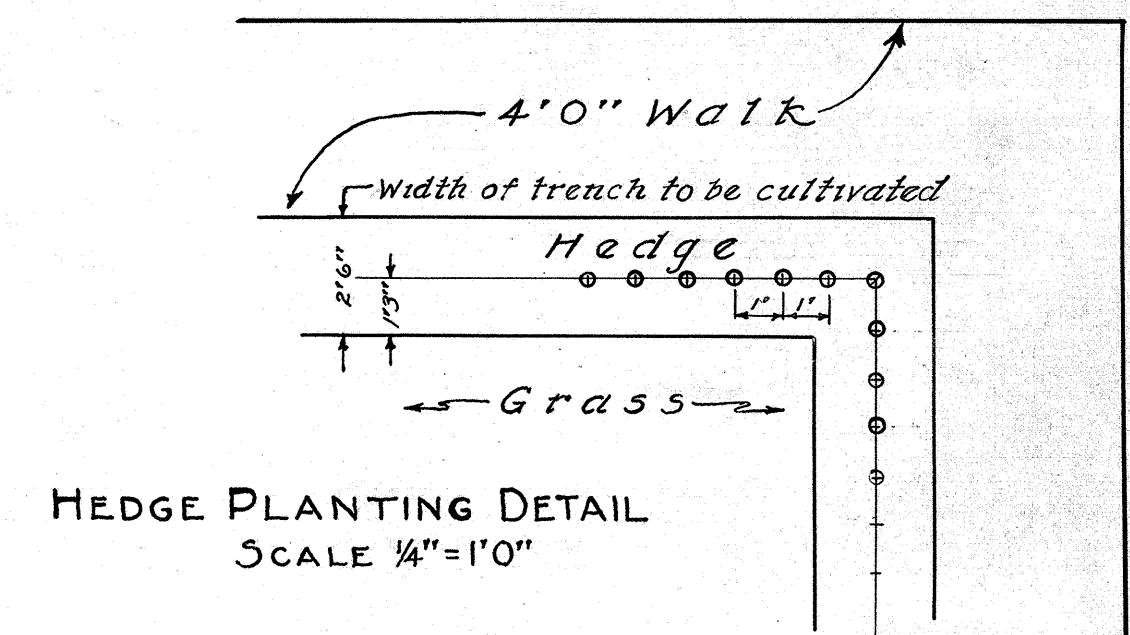 4'0" Walk
Width of trench to be cultivated
Hedge
2'6"
1'3"
1' 1'
Grass
HEDGE PLANTING DETAIL
SCALE 1/4"=1'0"